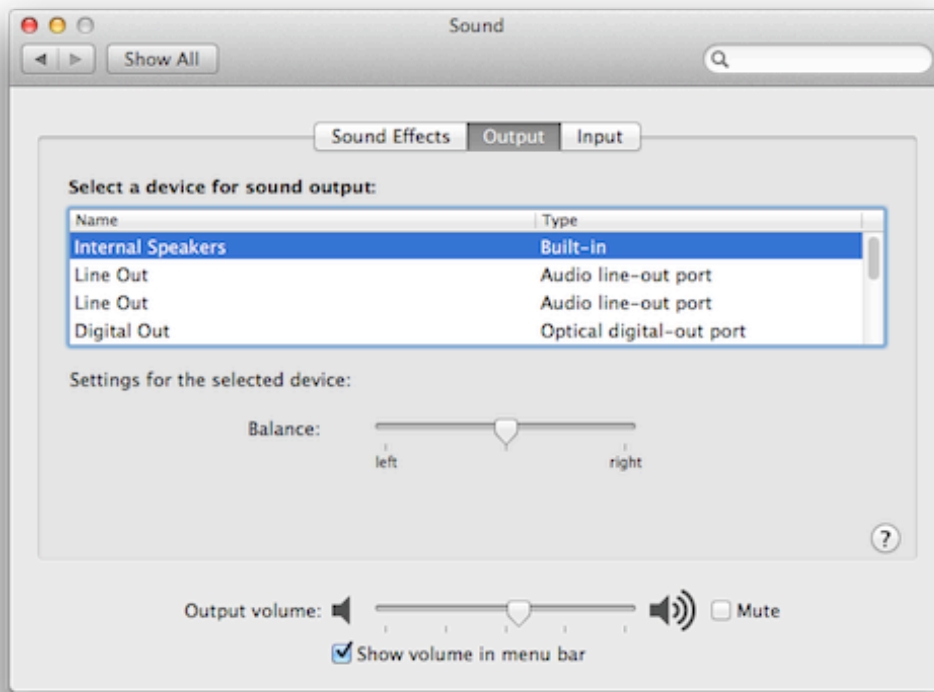 Sound
Show All
Sound Effects Output Input
Select a device for sound output:
Name Type
Internal Speakers Built-in
Line Out Audio line-out port
Line Out Audio line-out port
Digital Out Optical digital-out port
Settings for the selected device:
Balance:
left right
?
Output volume: Mute
Show volume in menu bar